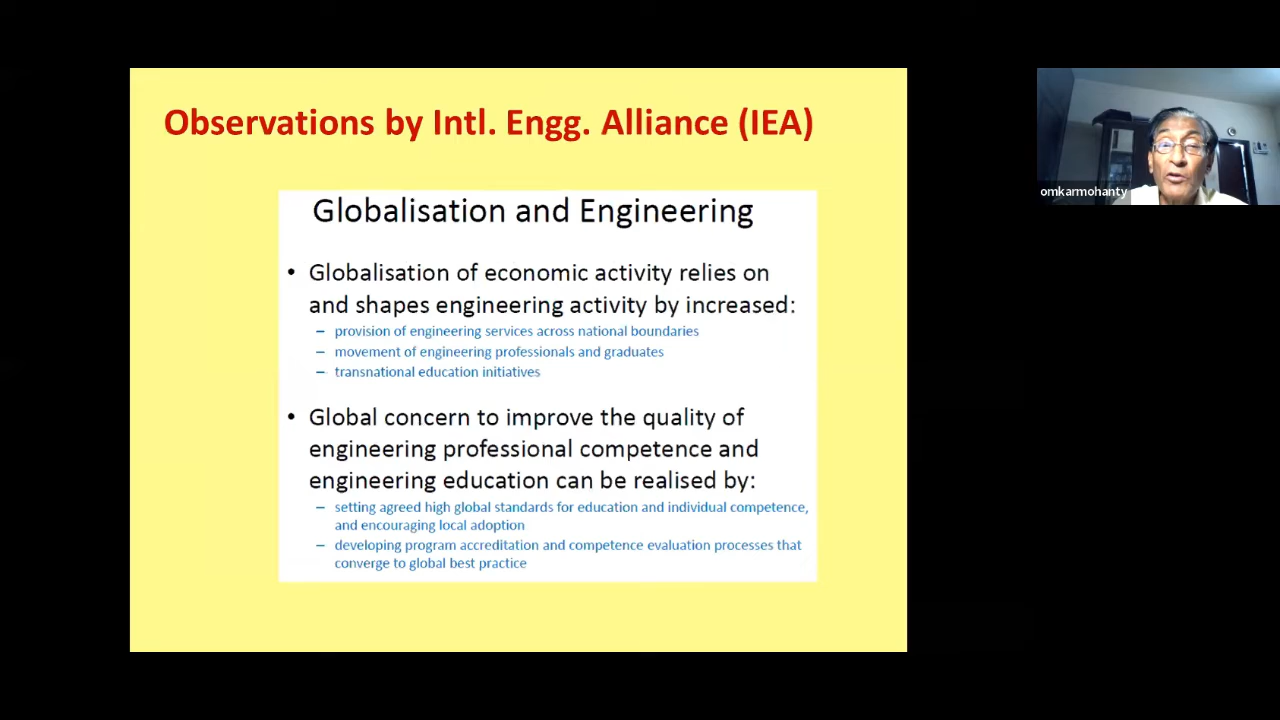 Observations by Intl. Engg. Alliance (IEA)
Globalisation and Engineering
• Globalisation of economic activity relies on
and shapes engineering activity by increased:
– provision of engineering services across national boundaries
– movement of engineering professionals and graduates
– transnational education initiatives
• Global concern to improve the quality of
engineering professional competence and
engineering education can be realised by:
– setting agreed high global standards for education and individual competence,
and encouraging local adoption
– developing program accreditation and competence evaluation processes that
converge to global best practice
omkarmohanty